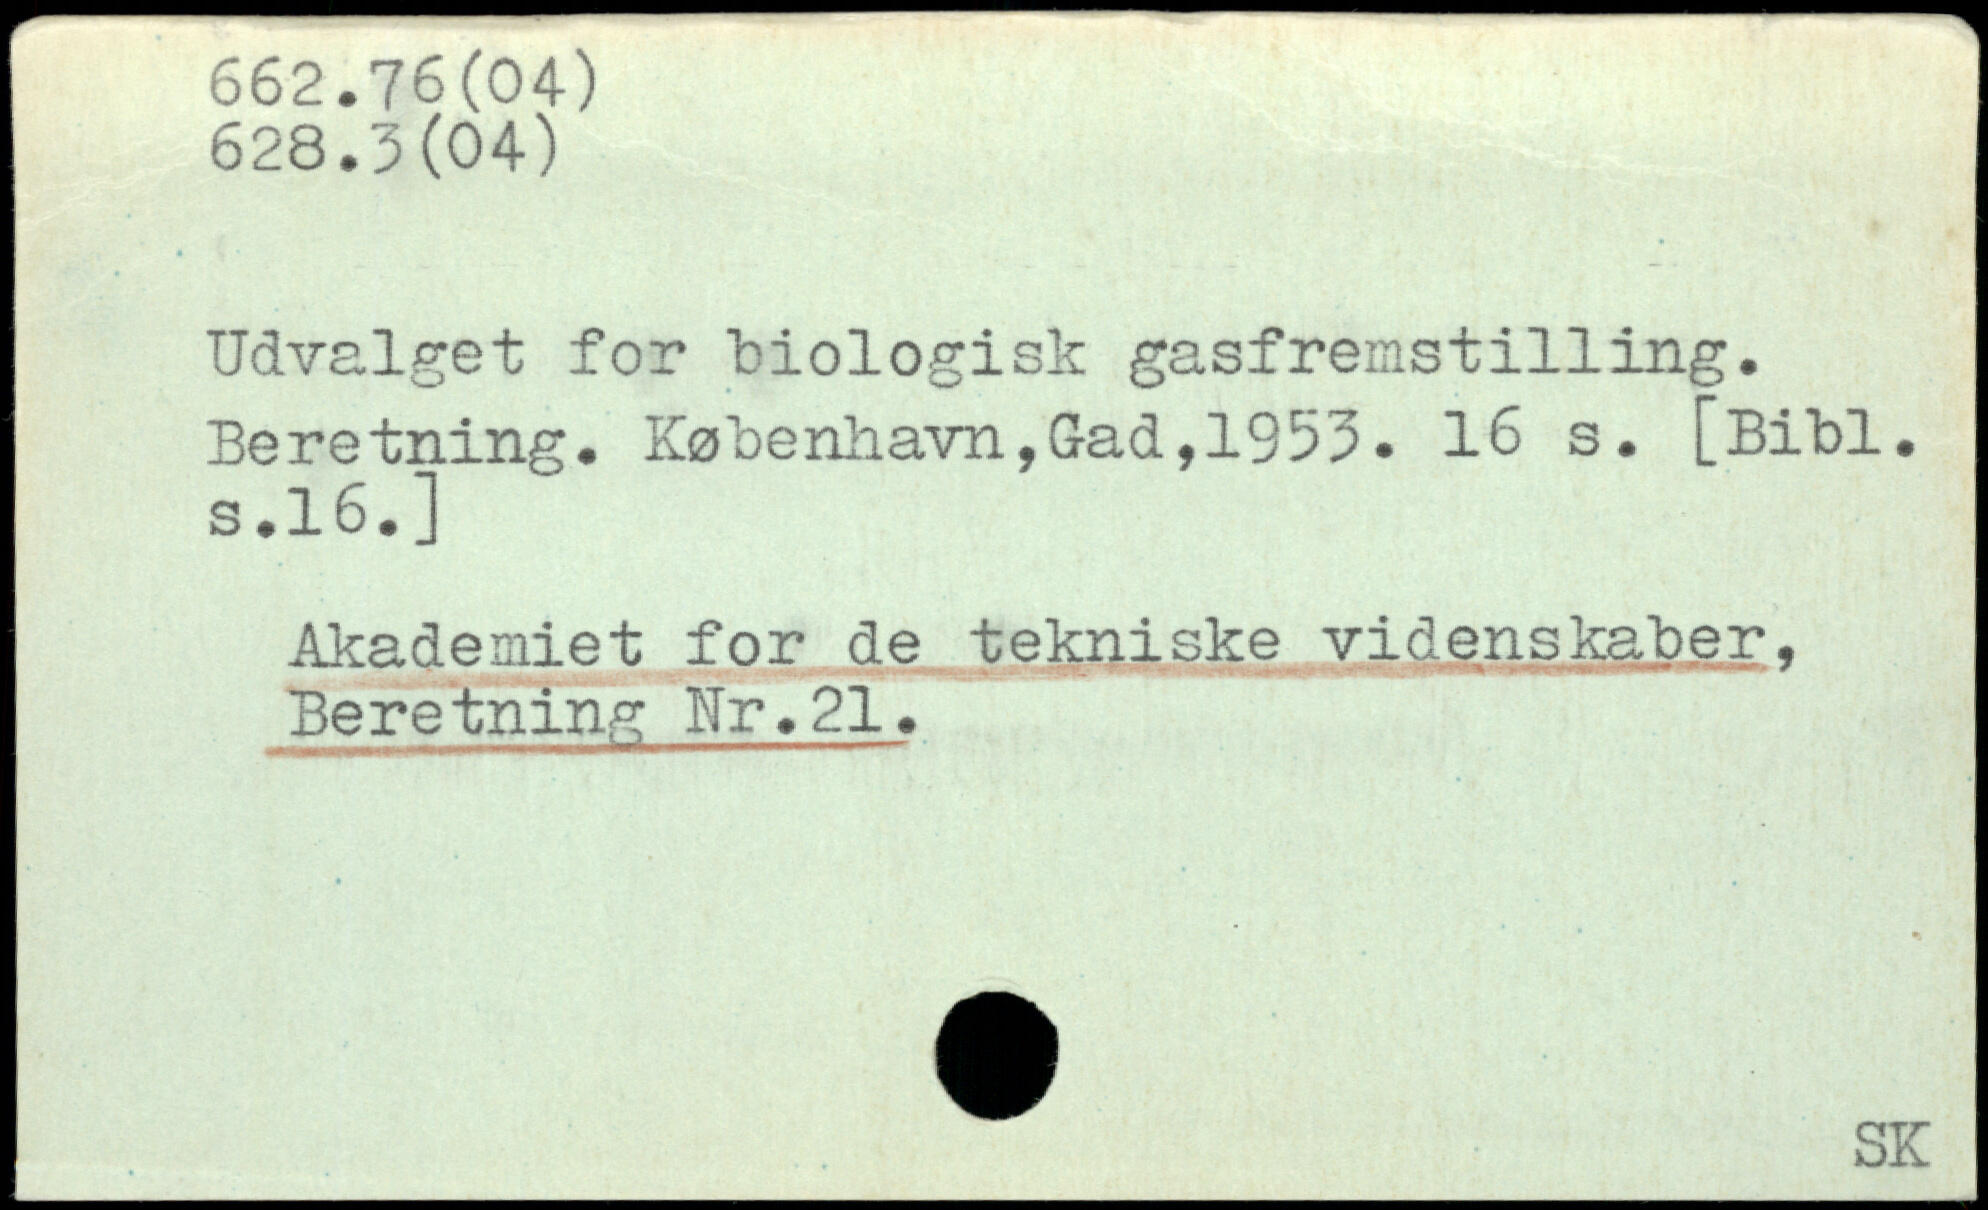 662.76(04)
628.3(04)
Udvalget for biologisk gasfremstilling.
Beretning. København,Gad,1953. 16 s. [Bibl.
s.16.]
Akademiet for de tekniske videnskaber,
Beretning Nr.21.
SK